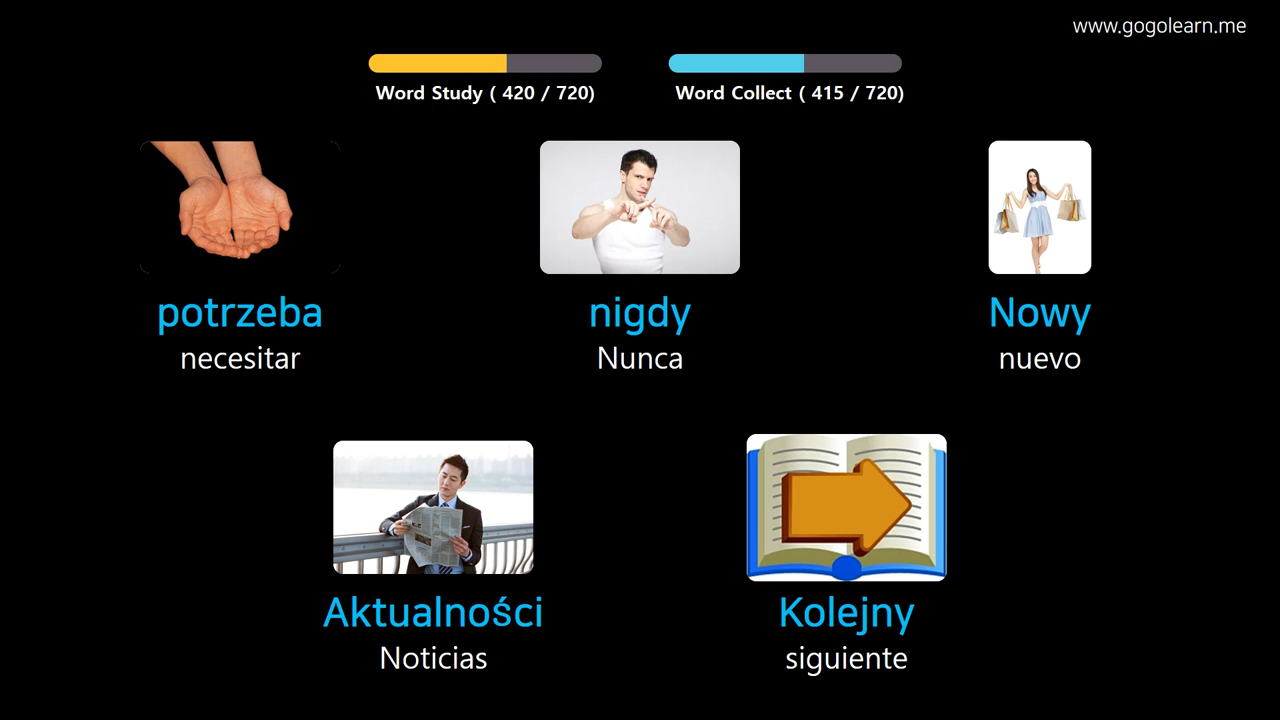 www.gogolearn.me
Word Study ( 420 / 720)
Word Collect ( 415 / 720)
potrzeba
necesitar
nigdy
Nunca
Nowy
nuevo
Aktualności
Noticias
Kolejny
siguiente